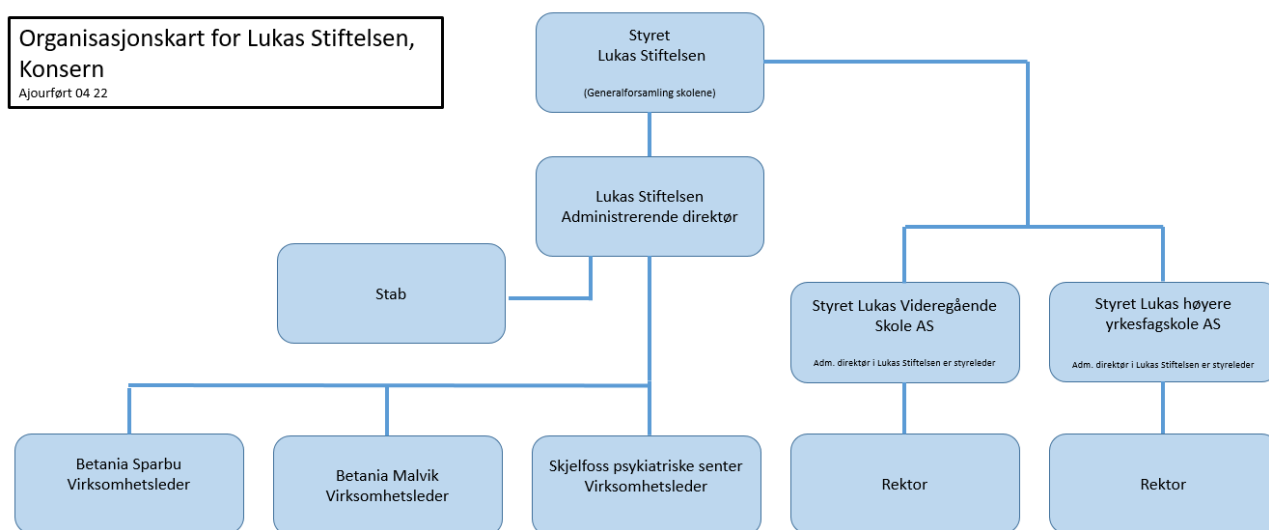 Organisasjonskart for Lukas Stiftelsen,
Konsern
Ajourført 04 22
Styret
Lukas Stiftelsen
(Generalforsamling skolene)
Lukas Stiftelsen
Administrerende direktør
Stab
Styret Lukas Videregående
Skole AS
Adm. direktør i Lukas Stiftelsen er styreleder
Styret Lukas høyere
yrkesfagskole AS
Adm. direktør i Lukas Stiftelsen er styreleder
Betania Sparbu
Virksomhetsleder
Betania Malvik
Virksomhetsleder
Skjelfoss psykiatriske senter
Virksomhetsleder
Rektor
Rektor